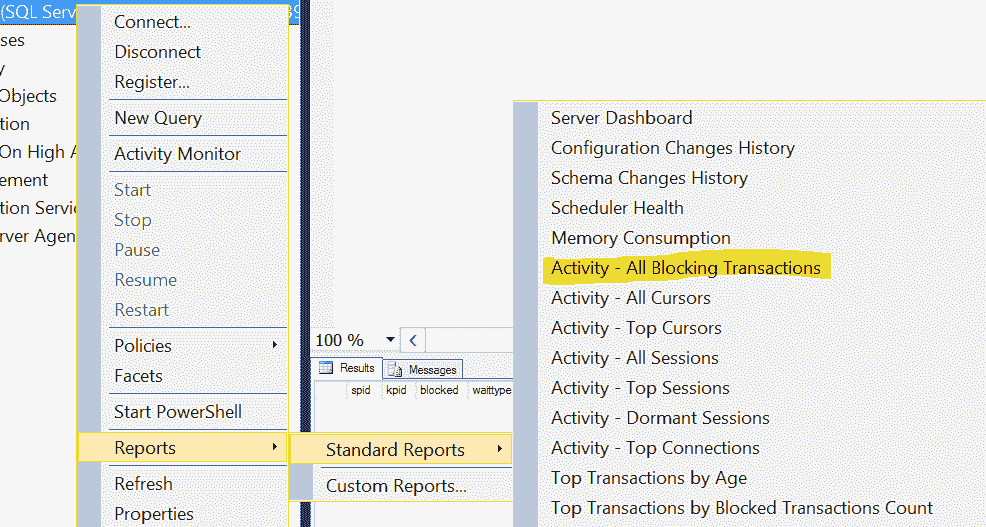 (SQL Serv
ses
Objects
tion
On High A
ement
tion Servi
rver Agen
Connect...
Disconnect
Register...
New Query
Activity Monitor
Start
Stop
Pause
Resume
Restart
Policies
Facets
Start PowerShell
Reports
Refresh
Properties
100 %
Results
Messages
spid kpid blocked waittype
Standard Reports
Custom Reports...
Server Dashboard
Configuration Changes History
Schema Changes History
Scheduler Health
Memory Consumption
Activity - All Blocking Transactions
Activity - All Cursors
Activity - Top Cursors
Activity - All Sessions
Activity - Top Sessions
Activity - Dormant Sessions
Activity - Top Connections
Top Transactions by Age
Top Transactions by Blocked Transactions Count